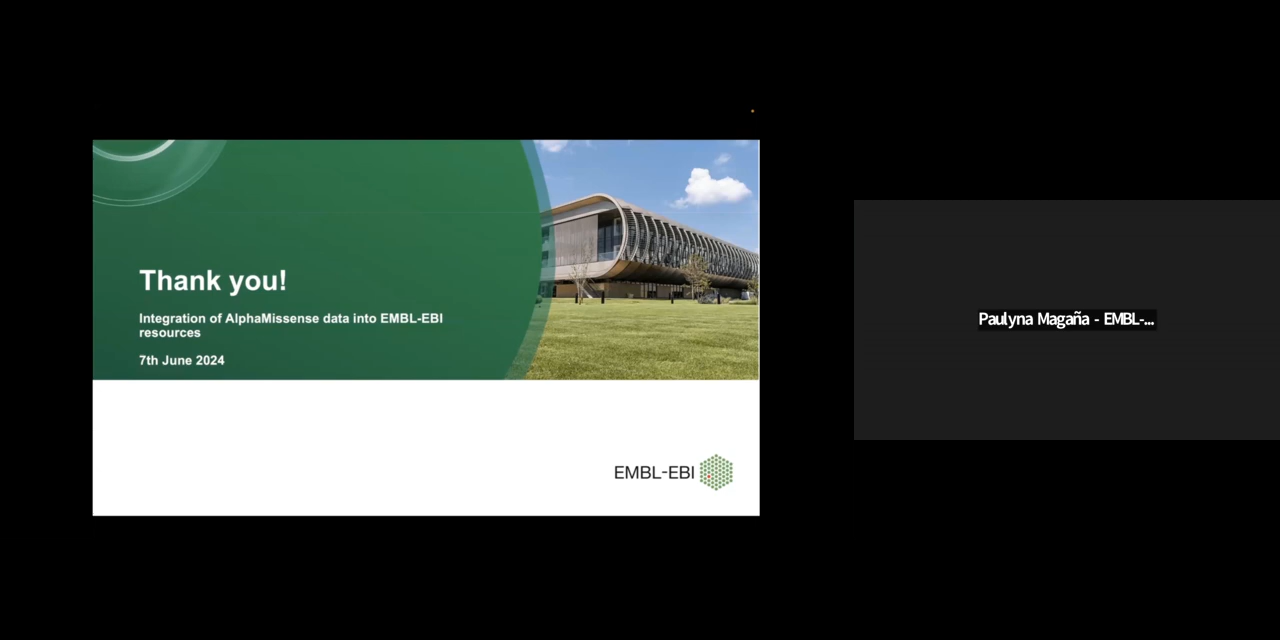 Thank you!
Integration of AlphaMissense data into EMBL-EBI
resources
7th June 2024
EMBL-EBI
Paulyna Magaña - EMBL-...